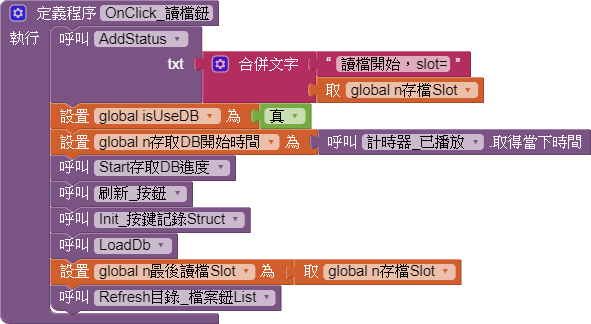 定義程序 OnClick_讀檔鈕
執行 呼叫 AddStatus
txt 合併文字 “ 讀檔開始，slot= ”
取 global n存檔Slot
設置 global isUseDB 為 真
設置 global n存取DB開始時間 為 呼叫 計時器_已播放 .取得當下時間
呼叫 Start存取DB進度
呼叫 刷新_按鈕
呼叫 Init_按鍵記錄Struct
呼叫 LoadDb
設置 global n最後讀檔Slot 為 取 global n存檔Slot
呼叫 Refresh目錄_檔案鈕List